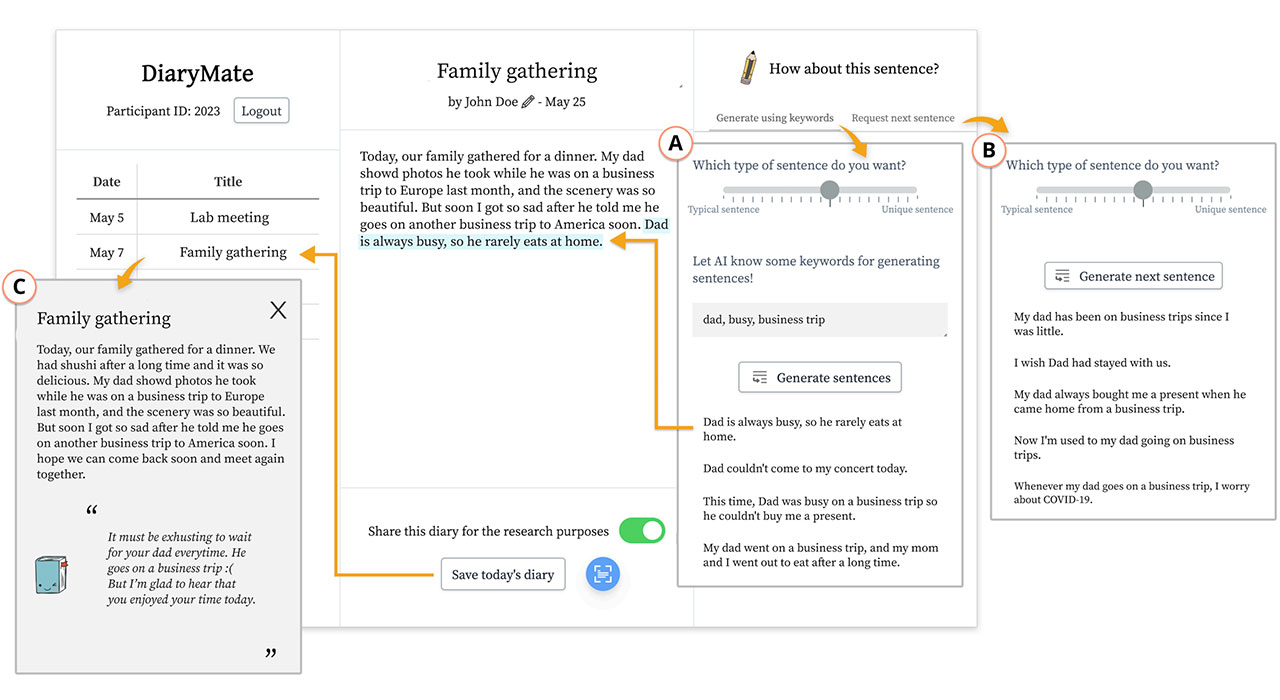 DiaryMate
Participant ID: 2023
Logout
Date
Title
May 5
Lab meeting
May 7
Family gathering
C
Family gathering
X
Today, our family gathered for a dinner. We
had shushi after a long time and it was so
delicious. My dad showd photos he took
while he was on a business trip to Europe
last month, and the scenery was so beautiful.
But soon I got so sad after he told me he goes
on another business trip to America soon. I
hope we can come back soon and meet again
together.
“
It must be exhusting to wait
for your dad everytime. He
goes on a business trip :(
But I’m glad to hear that
you enjoyed your time today.
”
Family gathering
by John Doe - May 25
Today, our family gathered for a dinner. My dad
showd photos he took while he was on a business
trip to Europe last month, and the scenery was so
beautiful. But soon I got so sad after he told me he
goes on another business trip to America soon. Dad
is always busy, so he rarely eats at home.
Share this diary for the research purposes
Save today's diary
How about this sentence?
Generate using keywords
Request next sentence
A
Which type of sentence do you want?
Typical sentence
Unique sentence
Let AI know some keywords for generating
sentences!
dad, busy, business trip
Generate sentences
Dad is always busy, so he rarely eats at
home.
Dad couldn't come to my concert today.
This time, Dad was busy on a business trip so
he couldn't buy me a present.
My dad went on a business trip, and my mom
and I went out to eat after a long time.
B
Which type of sentence do you want?
Typical sentence
Unique sentence
Generate next sentence
My dad has been on business trips since I
was little.
I wish Dad had stayed with us.
My dad always bought me a present when he
came home from a business trip.
Now I'm used to my dad going on business
trips.
Whenever my dad goes on a business trip, I worry
about COVID-19.